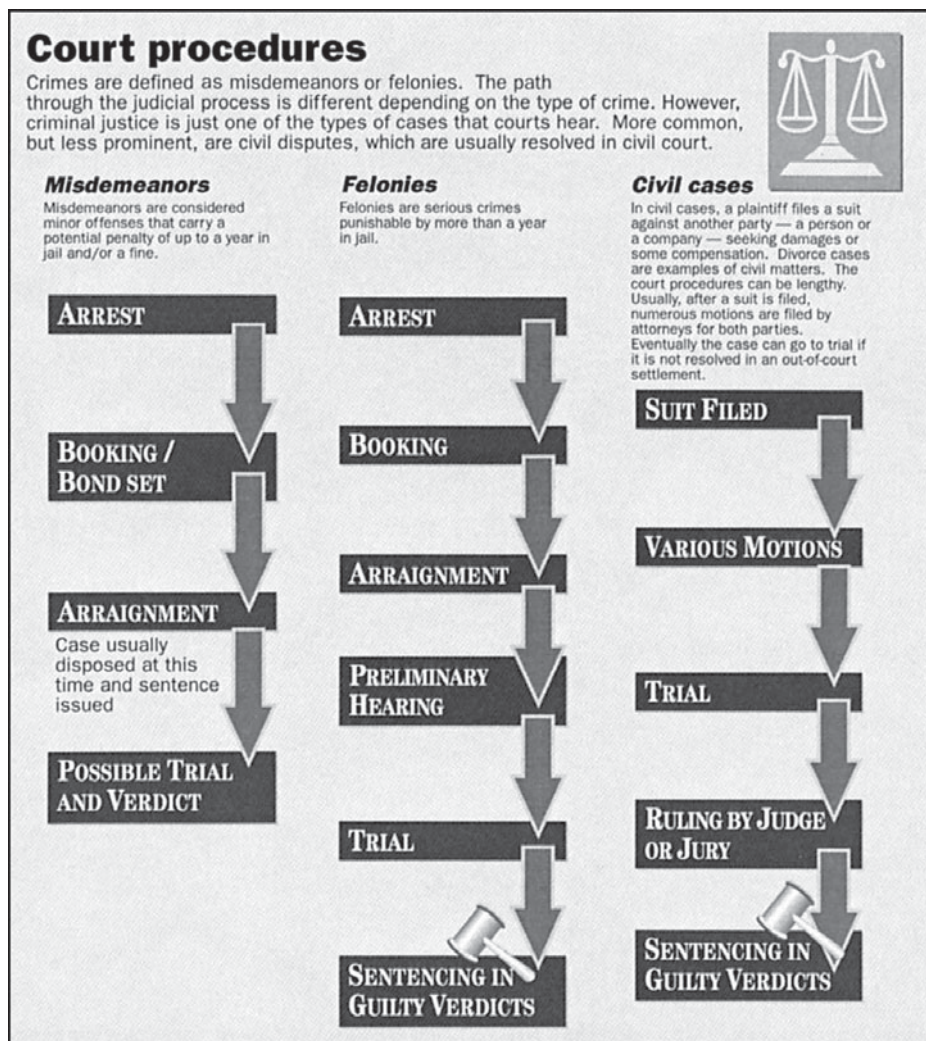 Court procedures
Crimes are defined as misdemeanors or felonies. The path
through the judicial process is different depending on the type of crime. However,
criminal justice is just one of the types of cases that courts hear. More common,
but less prominent, are civil disputes, which are usually resolved in civil court.
Misdemeanors
Misdemeanors are considered
minor offenses that carry a
potential penalty of up to a year in
jail and/or a fine.
ARREST
BOOKING /
BOND SET
ARRAIGNMENT
Case usually
disposed at this
time and sentence
issued
POSSIBLE TRIAL
AND VERDICT
Felonies
Felonies are serious crimes
punishable by more than a year
in jail.
ARREST
BOOKING
ARRAIGNMENT
PRELIMINARY
HEARING
TRIAL
SENTENCING IN
GUILTY VERDICTS
Civil cases
In civil cases, a plaintiff files a suit
against another party — a person or
a company — seeking damages or
some compensation. Divorce cases
are examples of civil matters. The
court procedures can be lengthy.
Usually, after a suit is filed,
numerous motions are filed by
attorneys for both parties.
Eventually the case can go to trial if
it is not resolved in an out-of-court
settlement.
SUIT FILED
VARIOUS MOTIONS
TRIAL
RULING BY JUDGE
OR JURY
SENTENCING IN
GUILTY VERDICTS